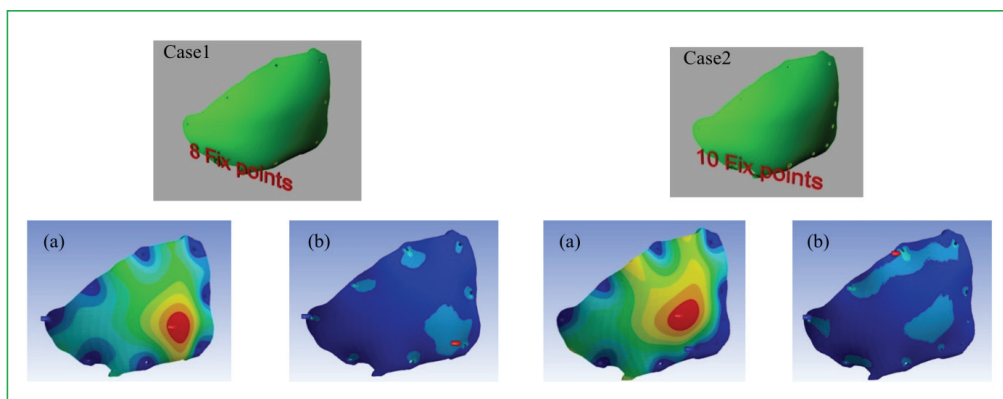 Case1
8 Fix points
Case2
10 Fix points
(a)
(b)
(a)
(b)